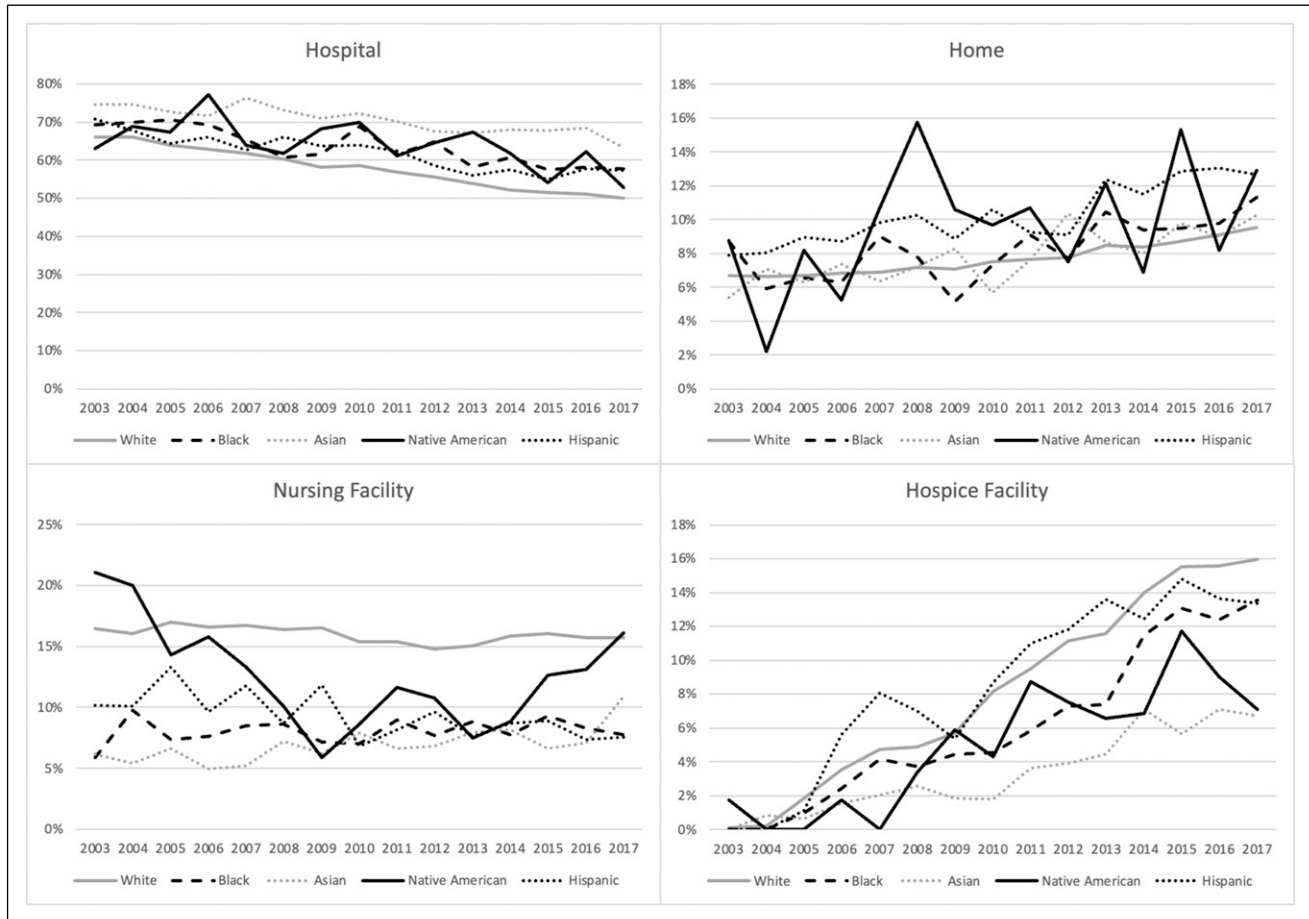 Hospital
80%
70%
60%
50%
40%
30%
20%
10%
0%
2003 2004 2005 2006 2007 2008 2009 2010 2011 2012 2013 2014 2015 2016 2017
White Black Asian Native American Hispanic
Home
18%
16%
14%
12%
10%
8%
6%
4%
2%
0%
2003 2004 2005 2006 2007 2008 2009 2010 2011 2012 2013 2014 2015 2016 2017
White Black Asian Native American Hispanic
Nursing Facility
25%
20%
15%
10%
5%
0%
2003 2004 2005 2006 2007 2008 2009 2010 2011 2012 2013 2014 2015 2016 2017
White Black Asian Native American Hispanic
Hospice Facility
18%
16%
14%
12%
10%
8%
6%
4%
2%
0%
2003 2004 2005 2006 2007 2008 2009 2010 2011 2012 2013 2014 2015 2016 2017
White Black Asian Native American Hispanic